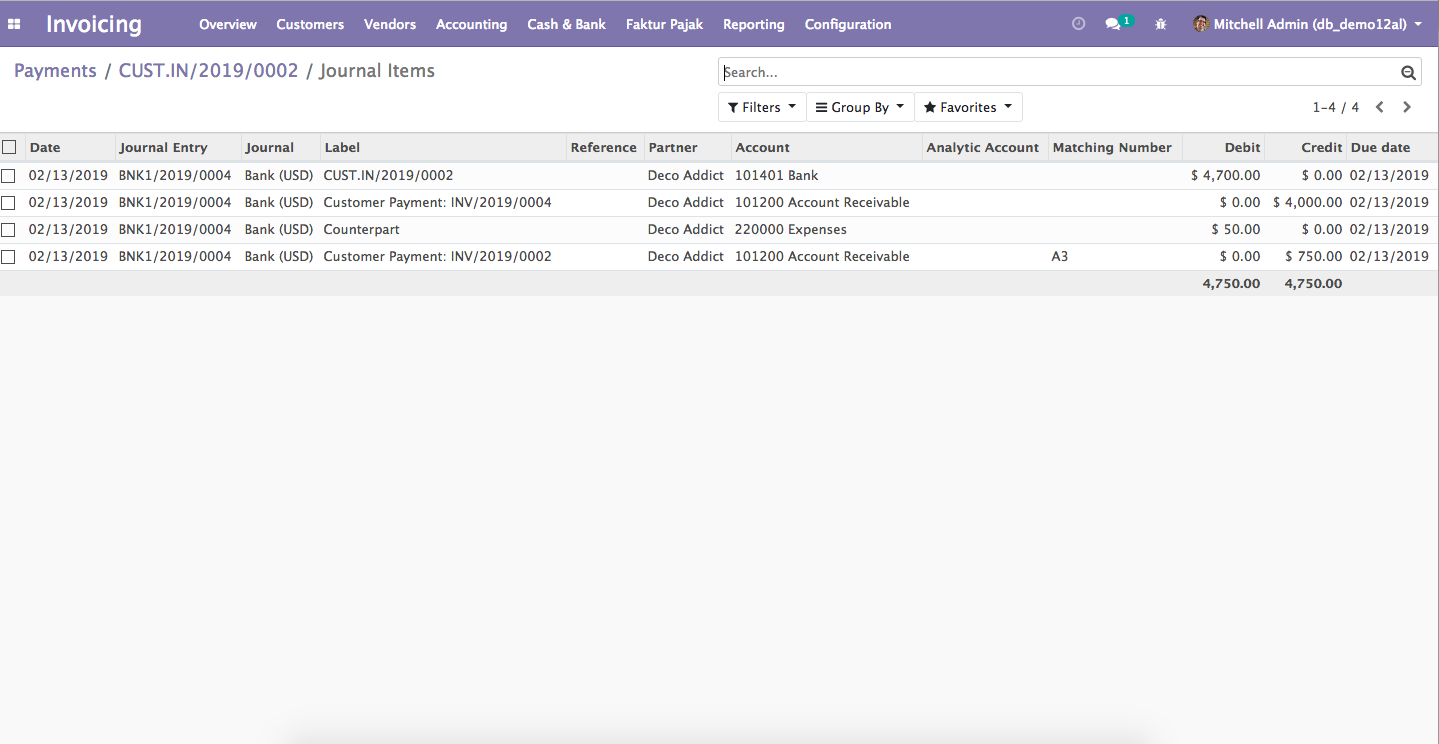 Invoicing Overview Customers Vendors Accounting Cash & Bank Faktur Pajak Reporting Configuration 1 Mitchell Admin (db_demo12al)
Payments / CUST.IN/2019/0002 / Journal Items
Search...
Filters Group By Favorites 1-4 / 4
Date Journal Entry Journal Label Reference Partner Account Analytic Account Matching Number Debit Credit Due date
02/13/2019 BNK1/2019/0004 Bank (USD) CUST.IN/2019/0002 Deco Addict 101401 Bank $ 4,700.00 $ 0.00 02/13/2019
02/13/2019 BNK1/2019/0004 Bank (USD) Customer Payment: INV/2019/0004 Deco Addict 101200 Account Receivable $ 0.00 $ 4,000.00 02/13/2019
02/13/2019 BNK1/2019/0004 Bank (USD) Counterpart Deco Addict 220000 Expenses $ 50.00 $ 0.00 02/13/2019
02/13/2019 BNK1/2019/0004 Bank (USD) Customer Payment: INV/2019/0002 Deco Addict 101200 Account Receivable A3 $ 0.00 $ 750.00 02/13/2019
4,750.00 4,750.00